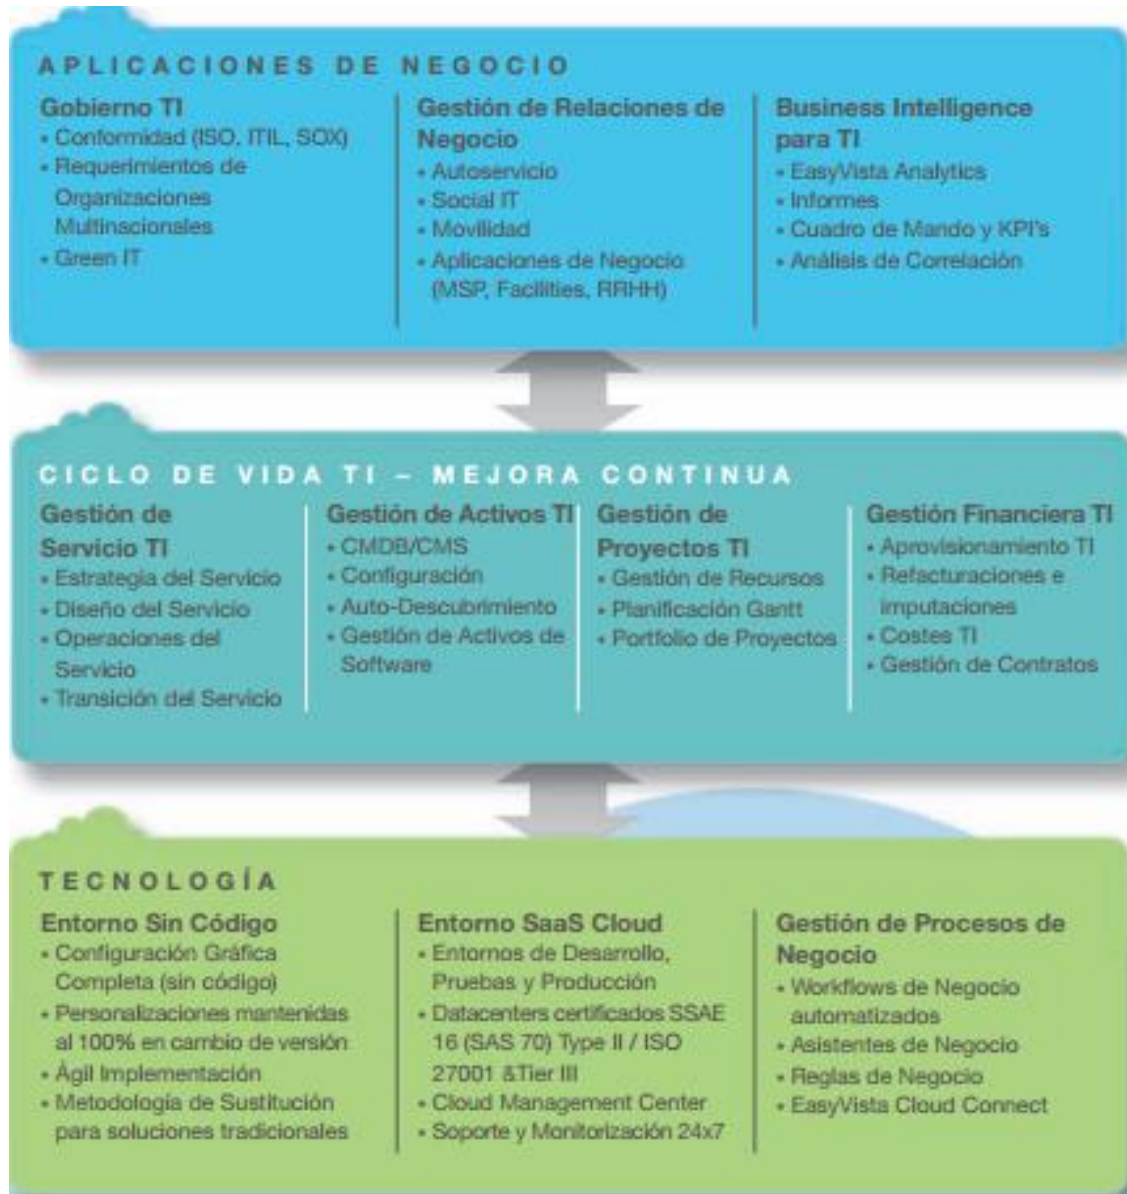 APLICACIONES DE NEGOCIO
Gobierno TI
• Conformidad (ISO, ITIL, SOX)
• Requerimientos de
Organizaciones
Multinacionales
• Green IT
Gestión de Relaciones de
Negocio
• Autoservicio
• Social IT
• Movilidad
• Aplicaciones de Negocio
(MSP, Facilities, RRHH)
Business Intelligence
para TI
• EasyVista Analytics
• Informes
• Cuadro de Mando y KPI's
• Análisis de Correlación
CICLO DE VIDA TI – MEJORA CONTINUA
Gestión de
Servicio TI
• Estrategia del Servicio
• Diseño del Servicio
• Operaciones del
Servicio
• Transición del Servicio
Gestión de Activos TI
• CMDB/CMS
• Configuración
• Auto-Descubrimiento
• Gestión de Activos de
Software
Gestión de
Proyectos TI
• Gestión de Recursos
• Planificación Gantt
• Portfolio de Proyectos
Gestión Financiera TI
• Aprovisionamiento TI
• Refacturaciones e
imputaciones
• Costes TI
• Gestión de Contratos
TECNOLOGÍA
Entorno Sin Código
• Configuración Gráfica
Completa (sin código)
• Personalizaciones mantenidas
al 100% en cambio de versión
• Ágil Implementación
• Metodología de Sustitución
para soluciones tradicionales
Entorno SaaS Cloud
• Entornos de Desarrollo,
Pruebas y Producción
• Datacenters certificados SSAE
16 (SAS 70) Type II / ISO
27001 &Tier III
• Cloud Management Center
• Soporte y Monitorización 24x7
Gestión de Procesos de
Negocio
• Workflows de Negocio
automatizados
• Asistentes de Negocio
• Reglas de Negocio
• EasyVista Cloud Connect